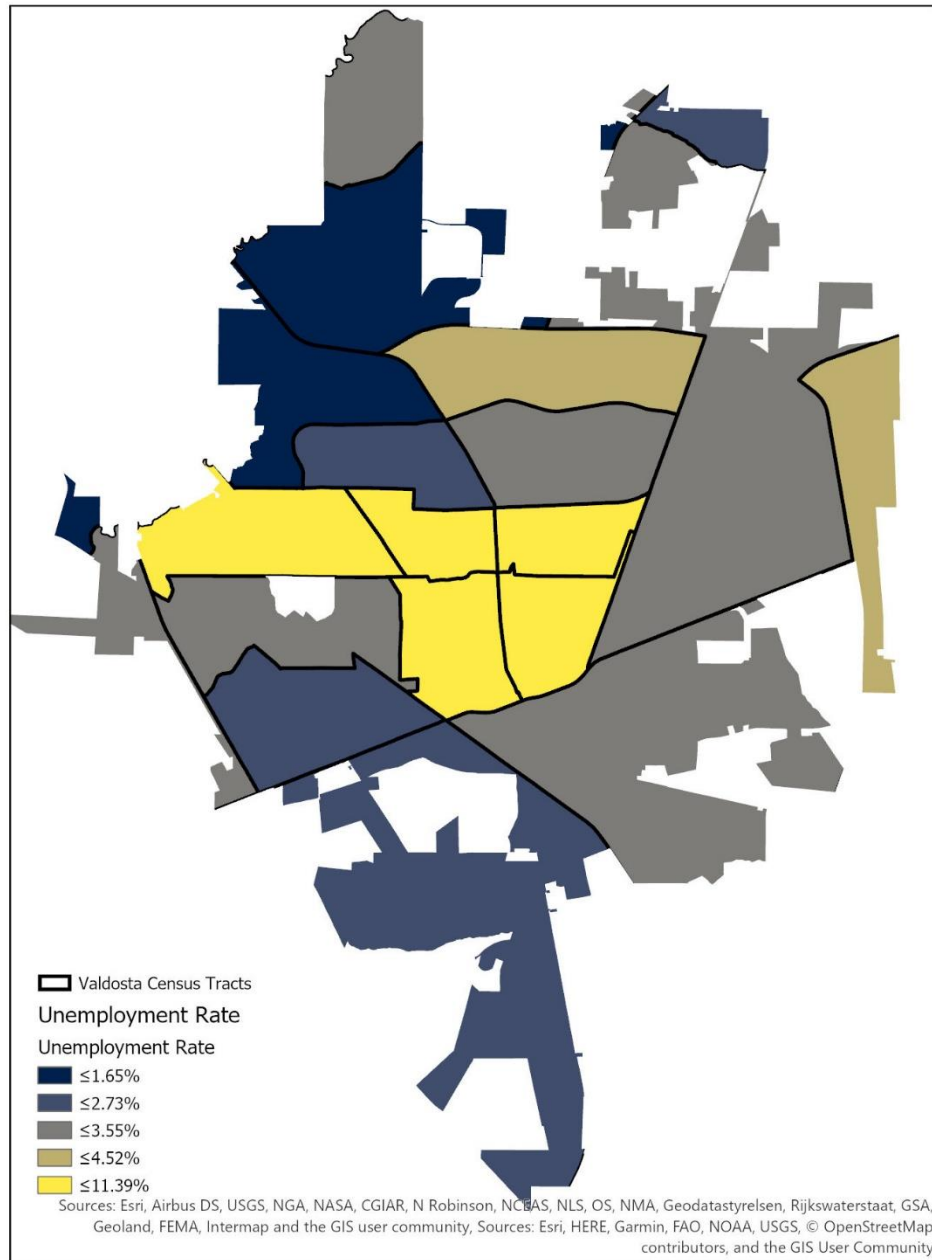 Valdosta Census Tracts
Unemployment Rate
Unemployment Rate
≤1.65%
≤2.73%
≤3.55%
≤4.52%
≤11.39%
Sources: Esri, Airbus DS, USGS, NGA, NASA, CGIAR, N Robinson, NCEAS, NLS, OS, NMA, Geodatastyrelsen, Rijkswaterstaat, GSA,
Geoland, FEMA, Intermap and the GIS user community, Sources: Esri, HERE, Garmin, FAO, NOAA, USGS, © OpenStreetMap
contributors, and the GIS User Community